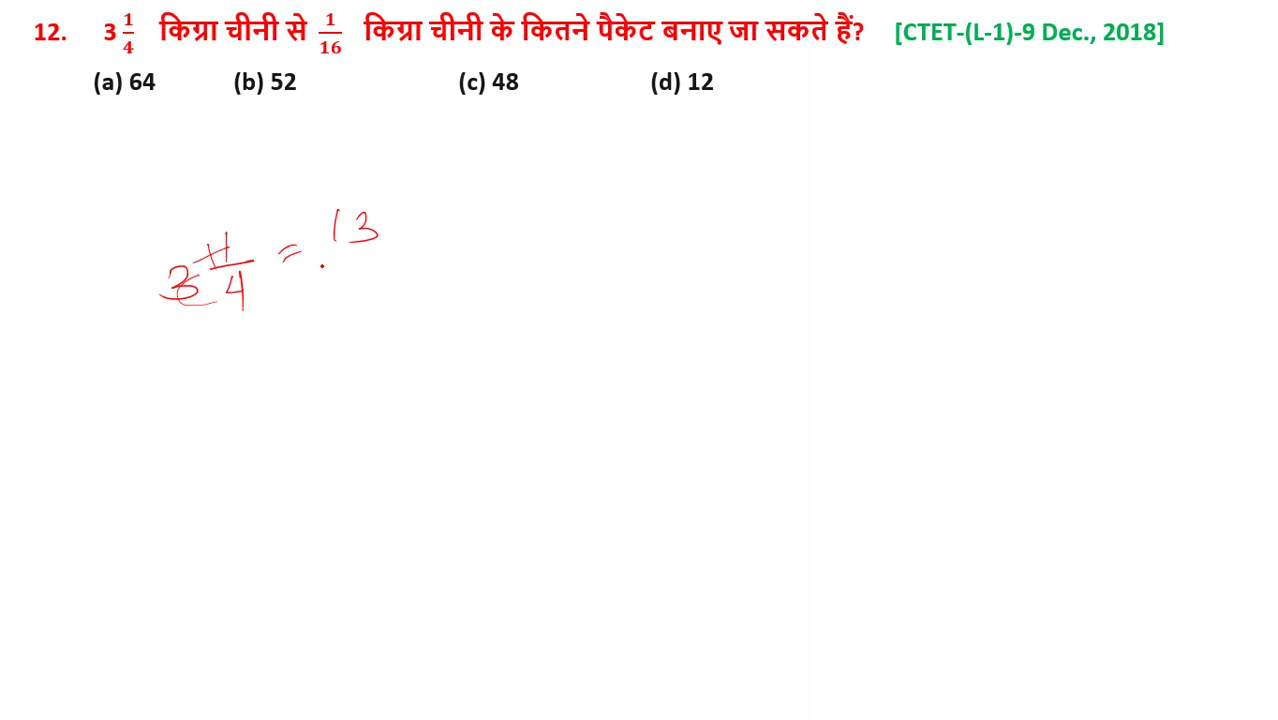 12. 3 1/4 किग्रा चीनी से 1/16 किग्रा चीनी के कितने पैकेट बनाए जा सकते हैं? [CTET-(L-1)-9 Dec., 2018]
(a) 64 (b) 52 (c) 48 (d) 12
3 1/4 = 13